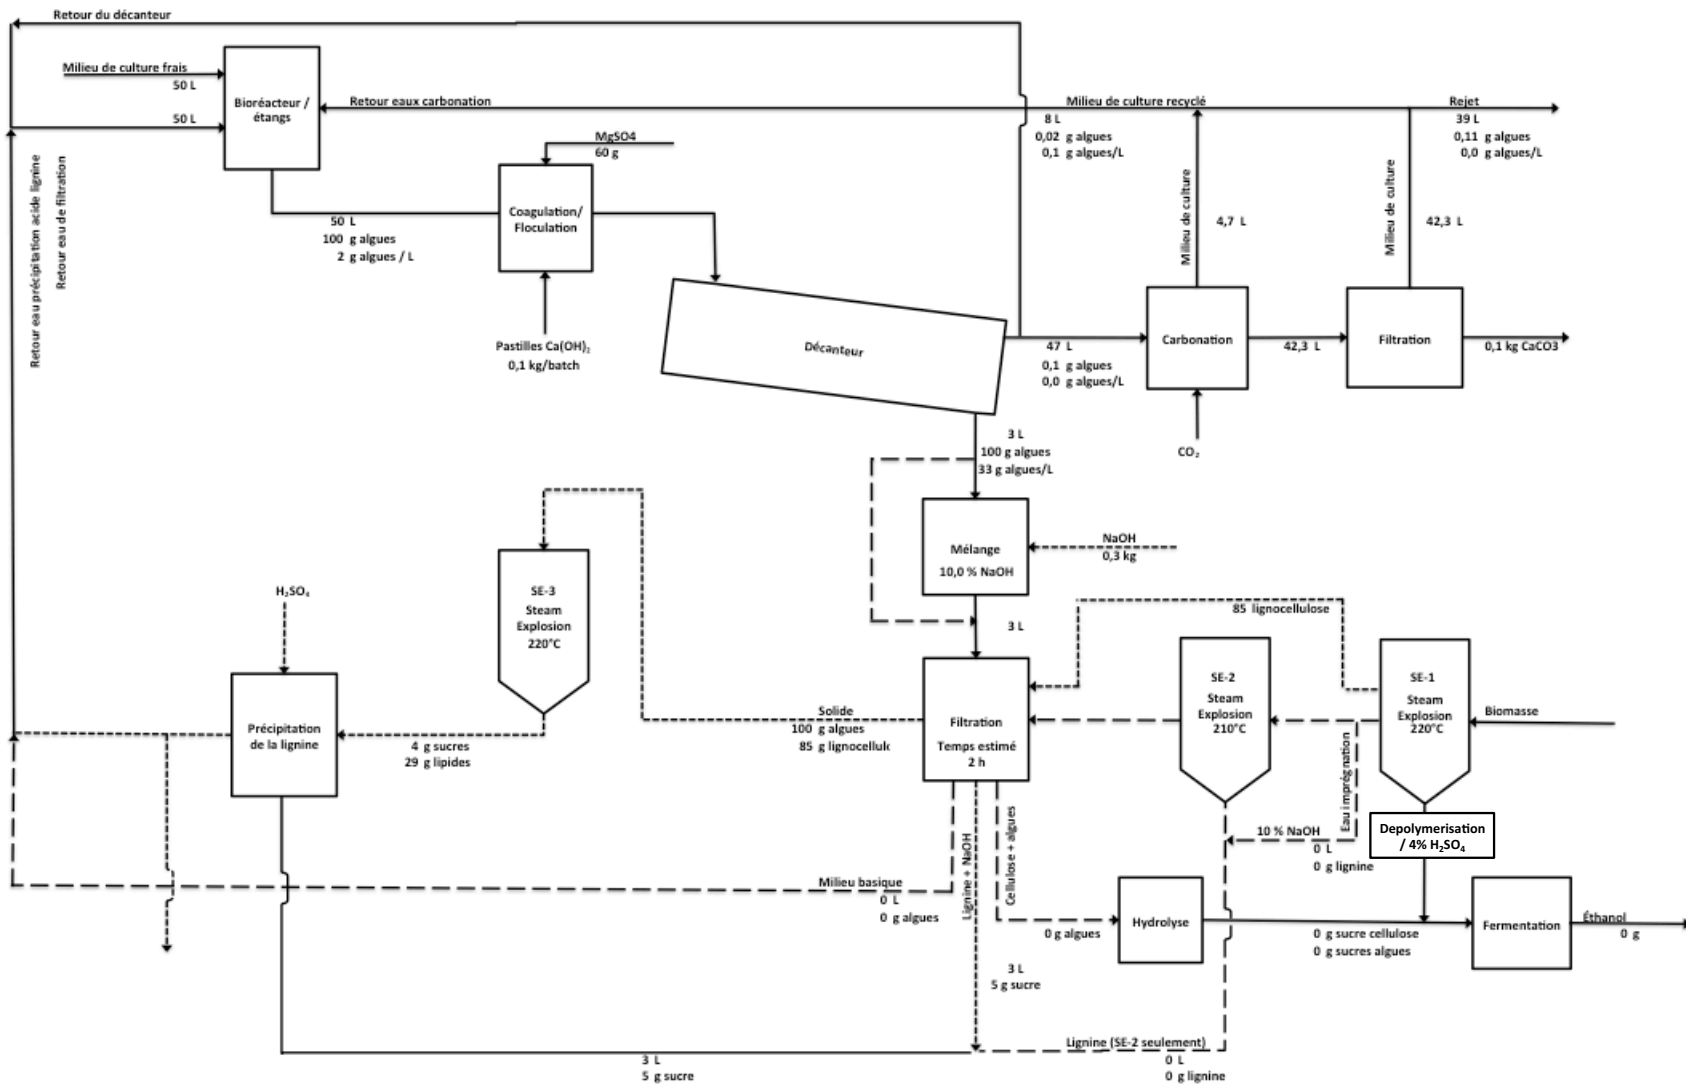 Retour du décanteur
Milieu de culture frais
50 L
Bioréacteur /
étangs
50 L
Retour eaux carbonation
Milieu de culture recyclé
8 L
0,02 g algues
0,1 g algues/L
Rejet
39 L
0,11 g algues
0,0 g algues/L
MgSO4
60 g
Retour eau précipitation acide lignine
Retour eau de filtration
50 L
100 g algues
2 g algues / L
Coagulation/
Floculation
Milieu de culture
4,7 L
Milieu de culture
42,3 L
Pastilles Ca(OH)₂
0,1 kg/batch
Décanteur
47 L
0,1 g algues
0,0 g algues/L
Carbonation
42,3 L
Filtration
0,1 kg CaCO3
CO₂
3 L
100 g algues
33 g algues/L
Mélange
10,0 % NaOH
NaOH
0,3 kg
3 L
H₂SO₄
SE-3
Steam
Explosion
220°C
85 lignocellulose
SE-2
Steam
Explosion
210°C
SE-1
Steam
Explosion
220°C
Biomasse
Précipitation
de la lignine
4 g sucres
29 g lipides
Solide
100 g algues
85 g lignocellulc
Filtration
Temps estimé
2 h
Eau imprégnation
10 % NaOH
0 L
0 g lignine
Depolymerisation
/ 4% H₂SO₄
Milieu basique
0 L
0 g algues
Lignine + NaOH
Cellulose + algues
0 g algues
Hydrolyse
0 g sucre cellulose
0 g sucres algues
Fermentation
Éthanol
0 g
3 L
5 g sucre
Lignine (SE-2 seulement)
0 L
0 g lignine
3 L
5 g sucre